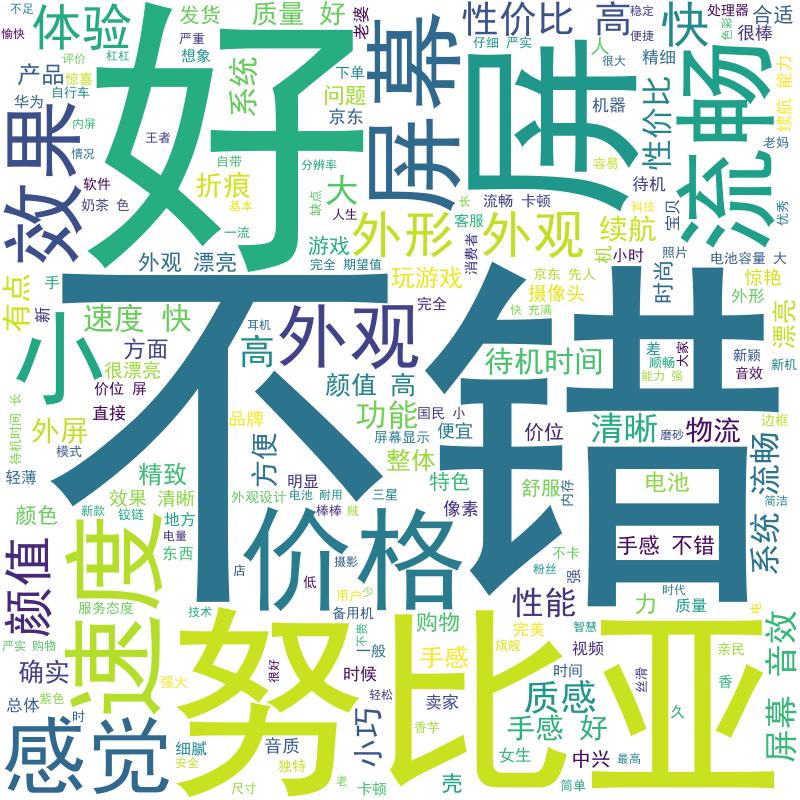 不足
体验
发货
质量 好
老婆
性价比
高
稳定
处理器
合适
愉快
严重
仔细 严实
快
便捷
色彩
很棒
评价
杠杠
想象
人
很大
产品
惊喜
系统
下单
好
屏幕
屏
精细
流畅
续航
能力
华为
自行车
问题
京东
机器
性价比
效果
内屏
王者
老妈
情况
自带
分辨率
容易
软件
折痕
大
缺点
长
流畅 卡顿
待机
宝贝
奶茶 色
基本
人生
外形
客服
外观
科技
续航
优秀
一流
游戏
消费者
机
小时
照片
外观 漂亮
完全 期望值
电池容量 大
有点
手
玩游戏
京东 先人
摄像头
时尚
惊艳
新
不错
完全
快 充满
外形
漂亮
小
速度 快
耳机
外观
差
顺畅
大家
新颖
新机
方面
高
待机时间
能力 强
音效
很漂亮
颜值 高
价位 屏
功能
国民 小
待机时间 长
外屏
直接
品牌
屏幕显示
便宜
价位
清晰
磨砂
物流
边框
模式
方便
整体
轻薄
精致
明显
特色
舒服
内存
电池
流畅
效果 清晰
外观设计
电池 耐用
三星
像素
简洁
颜色
新款
铰链
地方
棒棒
贼
系统
电量
东西
价格
手感 不错
颜值
速度
店
摄影
低
不卡
粉丝
强
服务态度
用户
少
性能
力
时代
质量
电
技术
备用机
不贵
购物
完美
智慧
音效
严实 购物
努比亚
很好
一般
手感
旗舰
视频
亲民
确实
强大
时候
时间
丝滑
香
总体
紫色
轻松
卖家
质感
屏幕
时
小巧
香芋
久
感觉
细腻
音质
手感 好
安全
独特
女生
中兴
最高
尺寸
老
卡顿
壳
简单